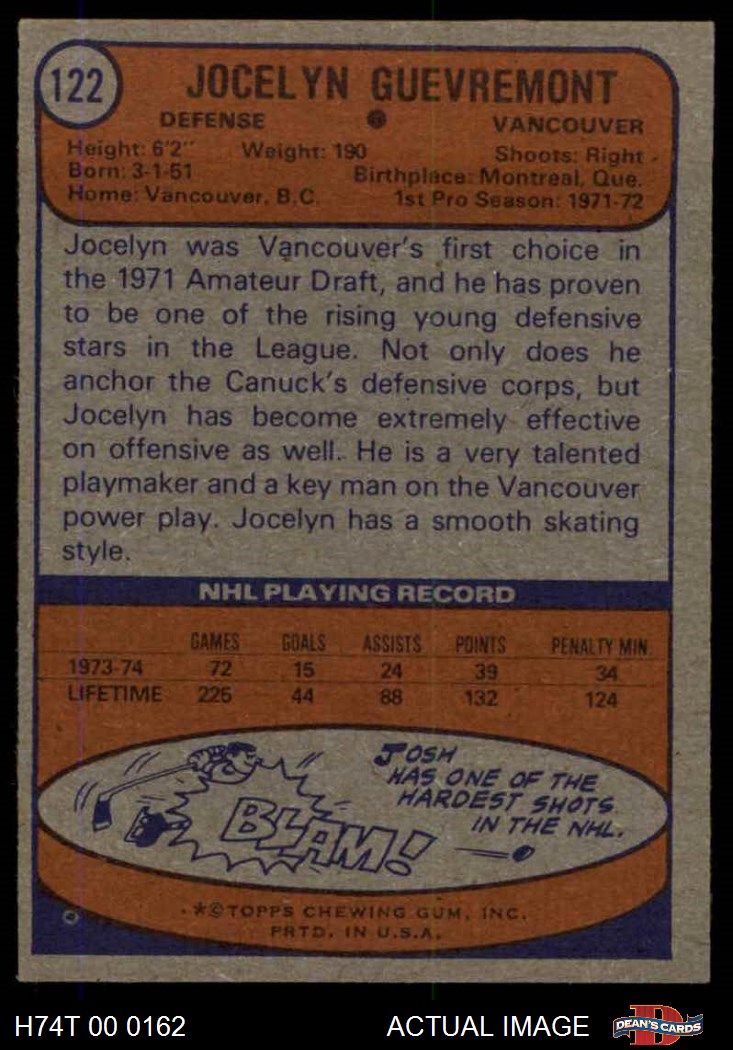 122
JOCELYN GUEVREMONT
DEFENSE VANCOUVER
Height: 6'2" Weight: 190 Shoots: Right
Born: 3-1-51 Birthplace: Montreal, Que.
Home: Vancouver, B.C. 1st Pro Season: 1971-72
Jocelyn was Vancouver's first choice in
the 1971 Amateur Draft, and he has proven
to be one of the rising young defensive
stars in the League. Not only does he
anchor the Canuck's defensive corps, but
Jocelyn has become extremely effective
on offensive as well. He is a very talented
playmaker and a key man on the Vancouver
power play. Jocelyn has a smooth skating
style.
NHL PLAYING RECORD
GAMES GOALS ASSISTS POINTS PENALTY MIN
1973-74 72 15 24 39 34
LIFETIME 225 44 88 132 124
JOSH
HAS ONE OF THE
HARDEST SHOTS
IN THE NHL.
BLAM!
*©TOPPS CHEWING GUM, INC.
PRTD. IN U.S.A.
H74T 00 0162 ACTUAL IMAGE DEAN'S CARDS